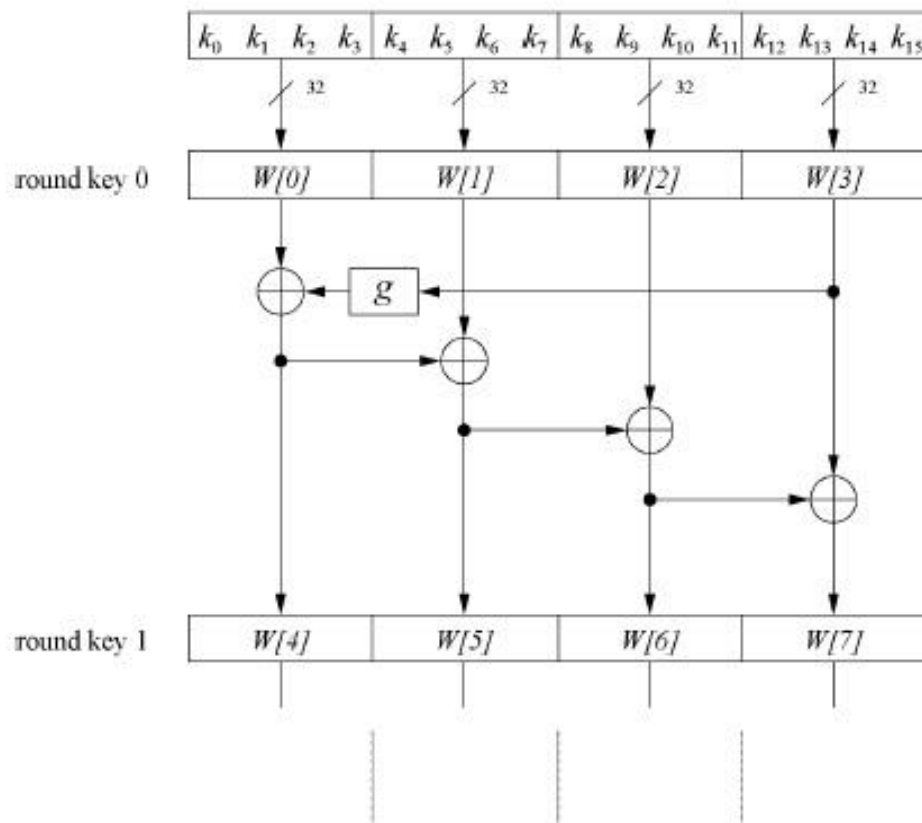 k₀ k₁ k₂ k₃ k₄ k₅ k₆ k₇ k₈ k₉ k₁₀ k₁₁ k₁₂ k₁₃ k₁₄ k₁₅
32 32 32 32
round key 0 W[0] W[1] W[2] W[3]
g
round key 1 W[4] W[5] W[6] W[7]